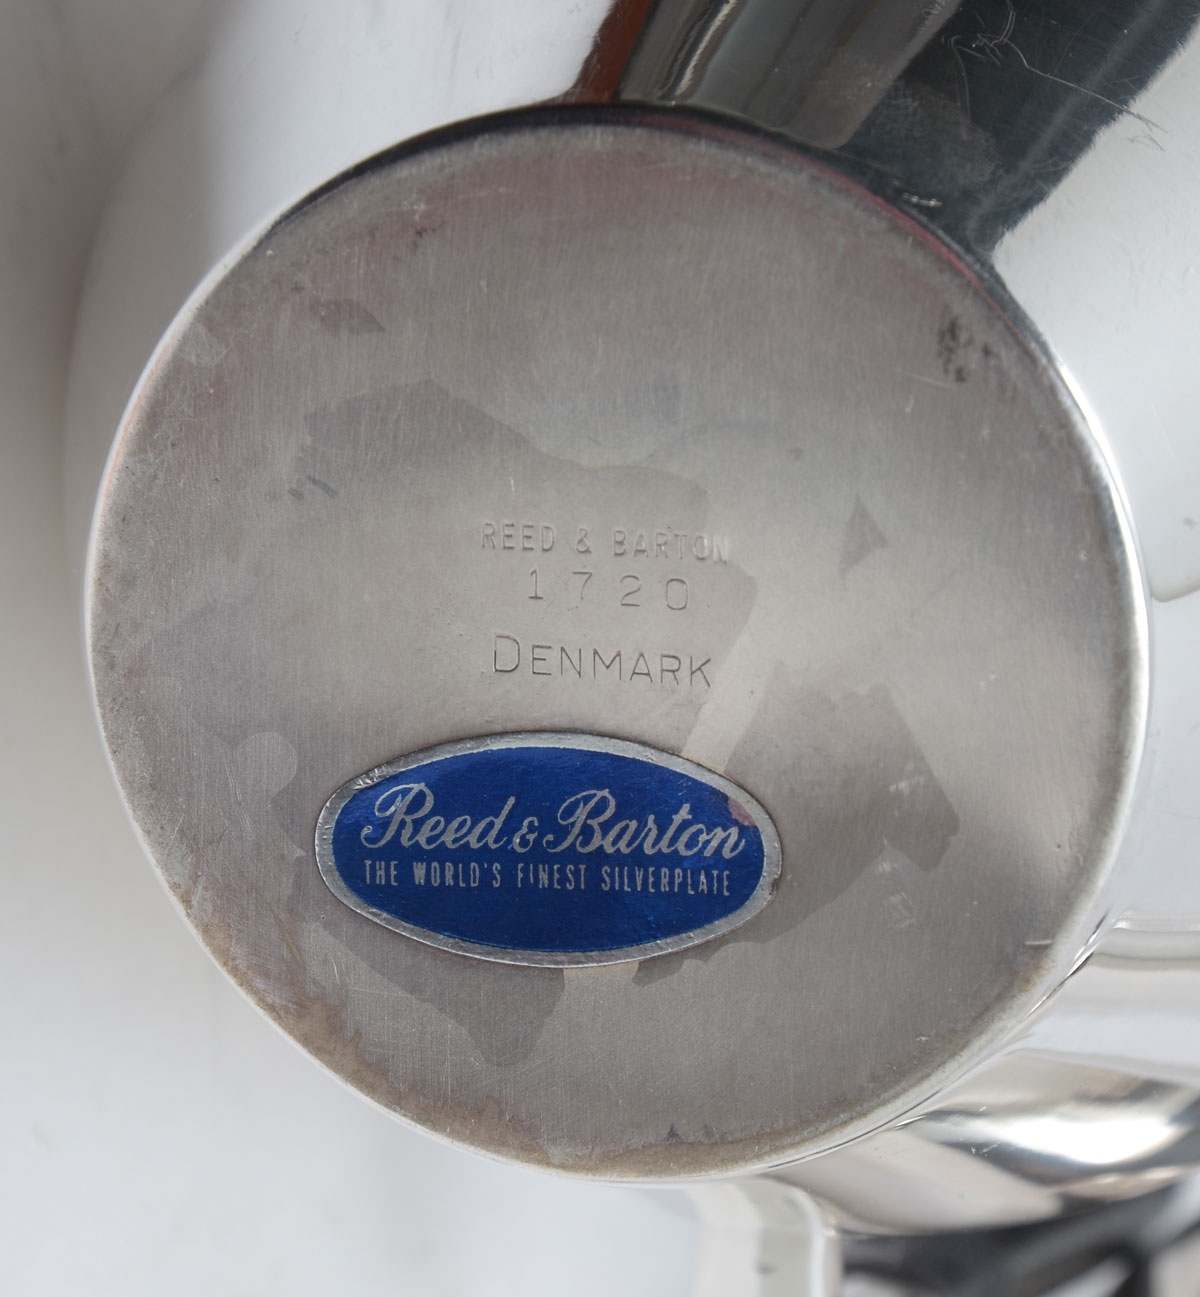 REED & BARTON
1720
DENMARK
Reed & Barton
THE WORLD'S FINEST SILVERPLATE